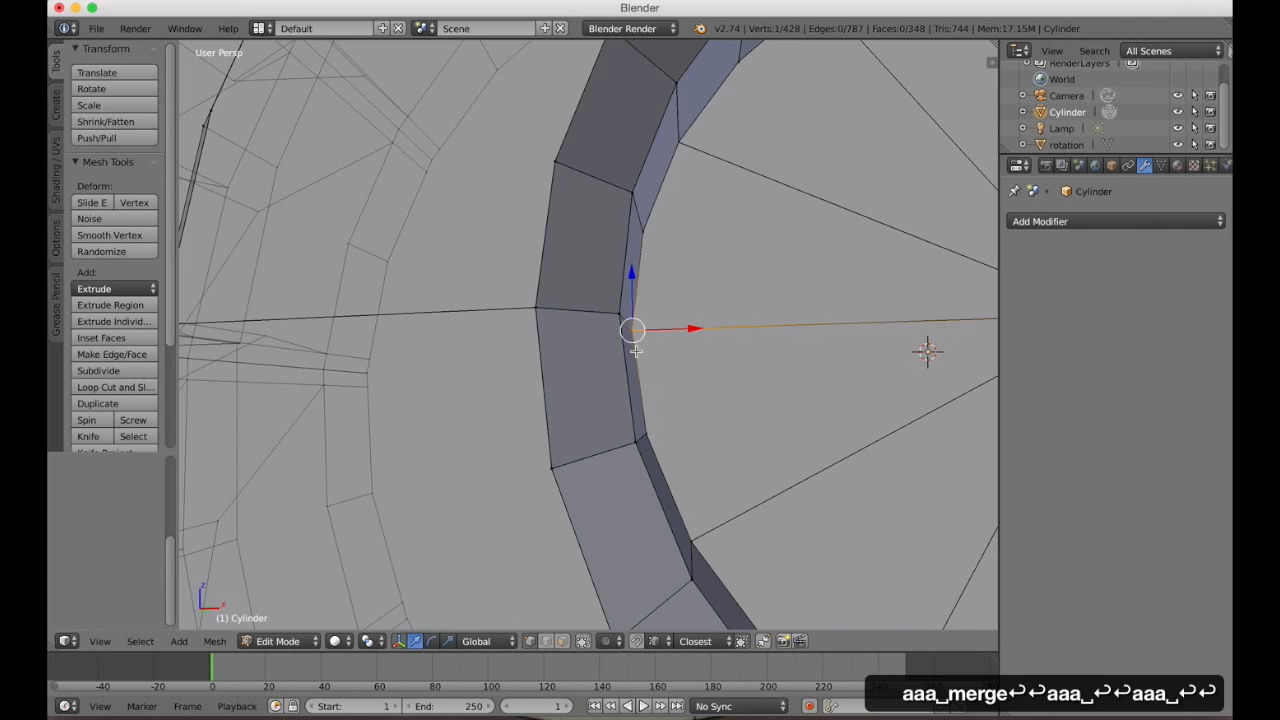 Blender
File Render Window Help Default Scene Blender Render v2.74 | Verts:1/428 | Edges:0/787 | Faces:0/348 | Tris:744 | Mem:17.15M | Cylinder
Tools
Create
Shading / UVs
Options
Grease Pencil
Transform
Translate
Rotate
Scale
Shrink/Fatten
Push/Pull
Mesh Tools
Deform:
Slide E Vertex
Noise
Smooth Vertex
Randomize
Add:
Extrude
Extrude Region
Extrude Individ...
Inset Faces
Make Edge/Face
Subdivide
Loop Cut and Sl...
Duplicate
Spin Screw
Knife Select
User Persp
z
x
(1) Cylinder
View Search All Scenes
RenderLayers
World
Camera
Cylinder
Lamp
rotation
Cylinder
Add Modifier
View Select Add Mesh Edit Mode Global Closest
-40 -20 0 20 40 60 80 100 120 140 160 180 200 220 240 260
View Marker Frame Playback Start: 1 End: 250 1 No Sync
aaa␣merge↩↩aaa␣↩↩aaa␣↩↩